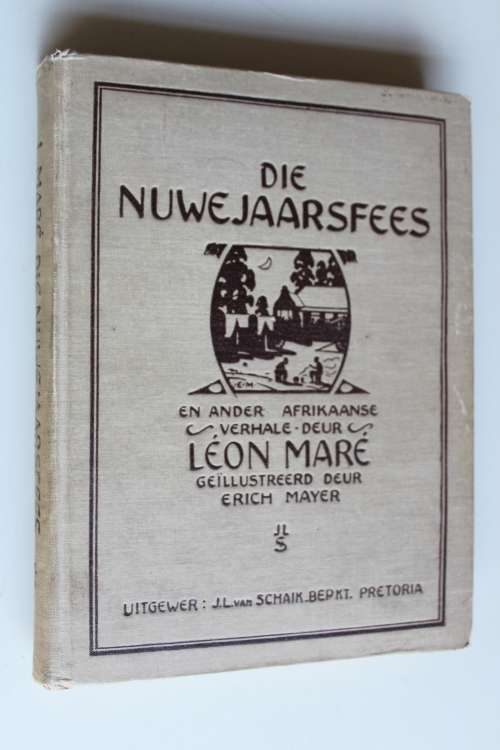 DIE
NUWEJAARSFEES
E·M
EN ANDER AFRIKAANSE
VERHALE · DEUR
LÉON MARÉ
GEÏLLUSTREERD DEUR
ERICH MAYER
JL
S
UITGEWER: J.L. VAN SCHAIK. BEPKT. PRETORIA
L MARÉ DIE NUWEJAARSFEES